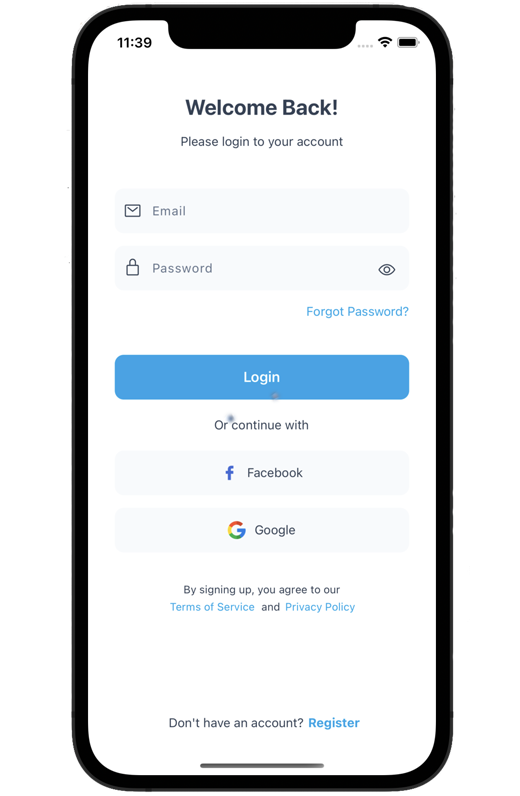 11:39
Welcome Back!
Please login to your account
Email
Password
Forgot Password?
Login
Or continue with
Facebook
Google
By signing up, you agree to our
Terms of Service and Privacy Policy
Don't have an account? Register